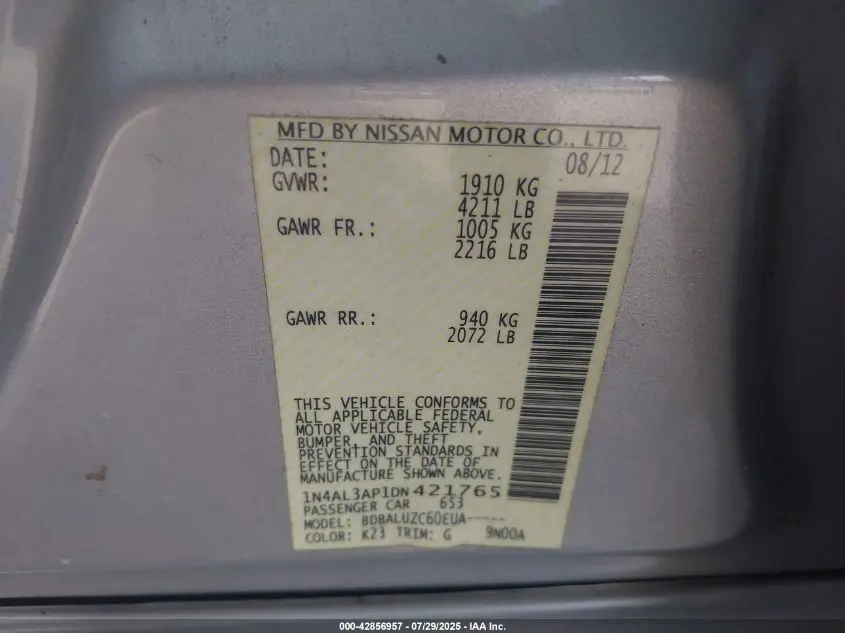 MFD BY NISSAN MOTOR CO., LTD.
DATE: 08/12
GVWR: 1910 KG
4211 LB
GAWR FR.: 1005 KG
2216 LB
GAWR RR.: 940 KG
2072 LB
THIS VEHICLE CONFORMS TO
ALL APPLICABLE FEDERAL
MOTOR VEHICLE SAFETY,
BUMPER, AND THEFT
PREVENTION STANDARDS IN
EFFECT ON THE DATE OF
MANUFACTURE SHOWN ABOVE.
1N4AL3AP1DN421765
PASSENGER CAR 653
MODEL: BDBALUZC60EUA-----
COLOR: K23 TRIM: G 9N00A
000-42856957 - 07/29/2025 - IAA Inc.